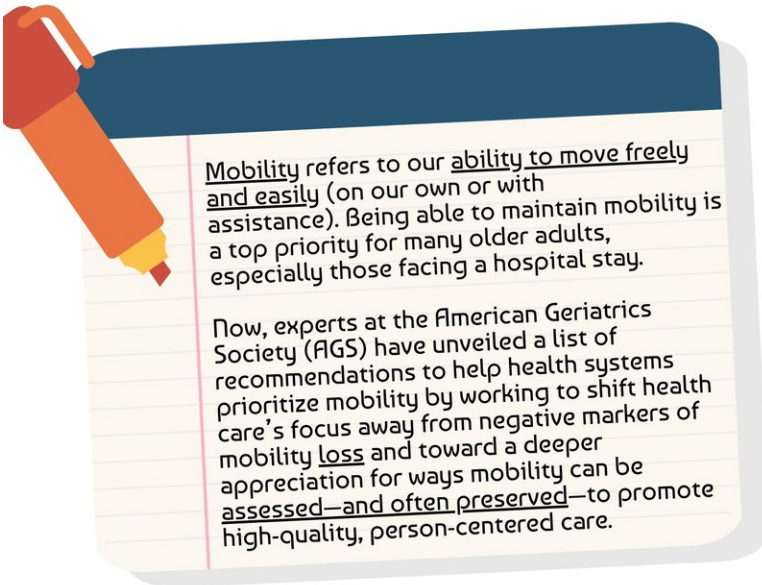 Mobility refers to our ability to move freely
and easily (on our own or with
assistance). Being able to maintain mobility is
a top priority for many older adults,
especially those facing a hospital stay.
Now, experts at the American Geriatrics
Society (AGS) have unveiled a list of
recommendations to help health systems
prioritize mobility by working to shift health
care’s focus away from negative markers of
mobility loss and toward a deeper
appreciation for ways mobility can be
assessed—and often preserved—to promote
high-quality, person-centered care.